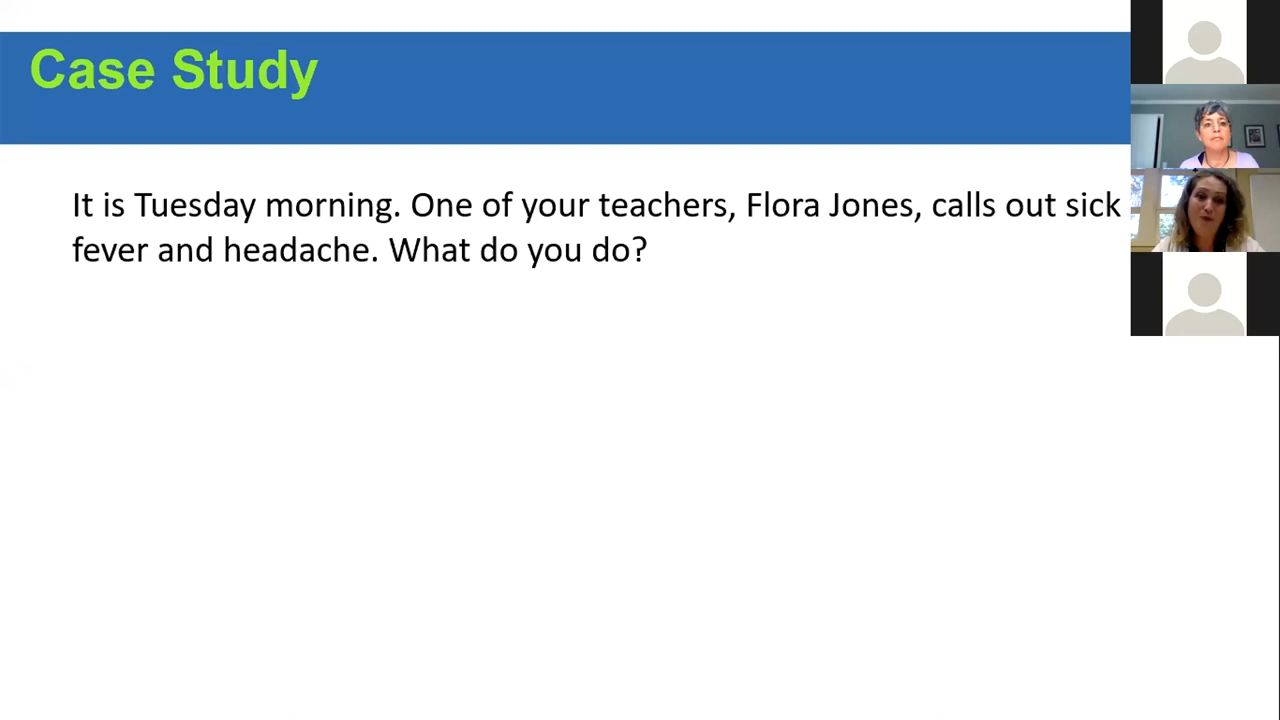 Case Study
It is Tuesday morning. One of your teachers, Flora Jones, calls out sick
fever and headache. What do you do?